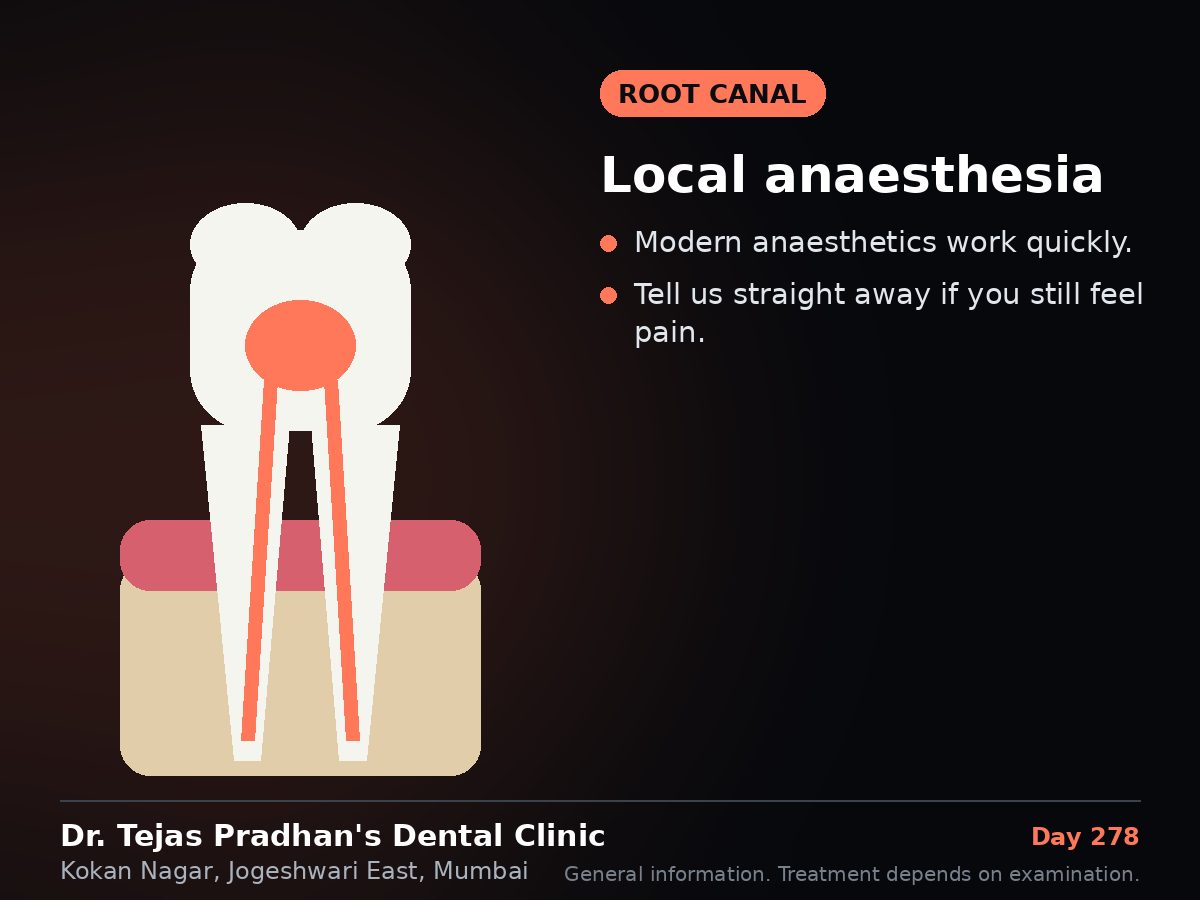 ROOT CANAL
Local anaesthesia
Modern anaesthetics work quickly.
Tell us straight away if you still feel
pain.
Dr. Tejas Pradhan's Dental Clinic
Day 278
Kokan Nagar, Jogeshwari East, Mumbai
General information. Treatment depends on examination.